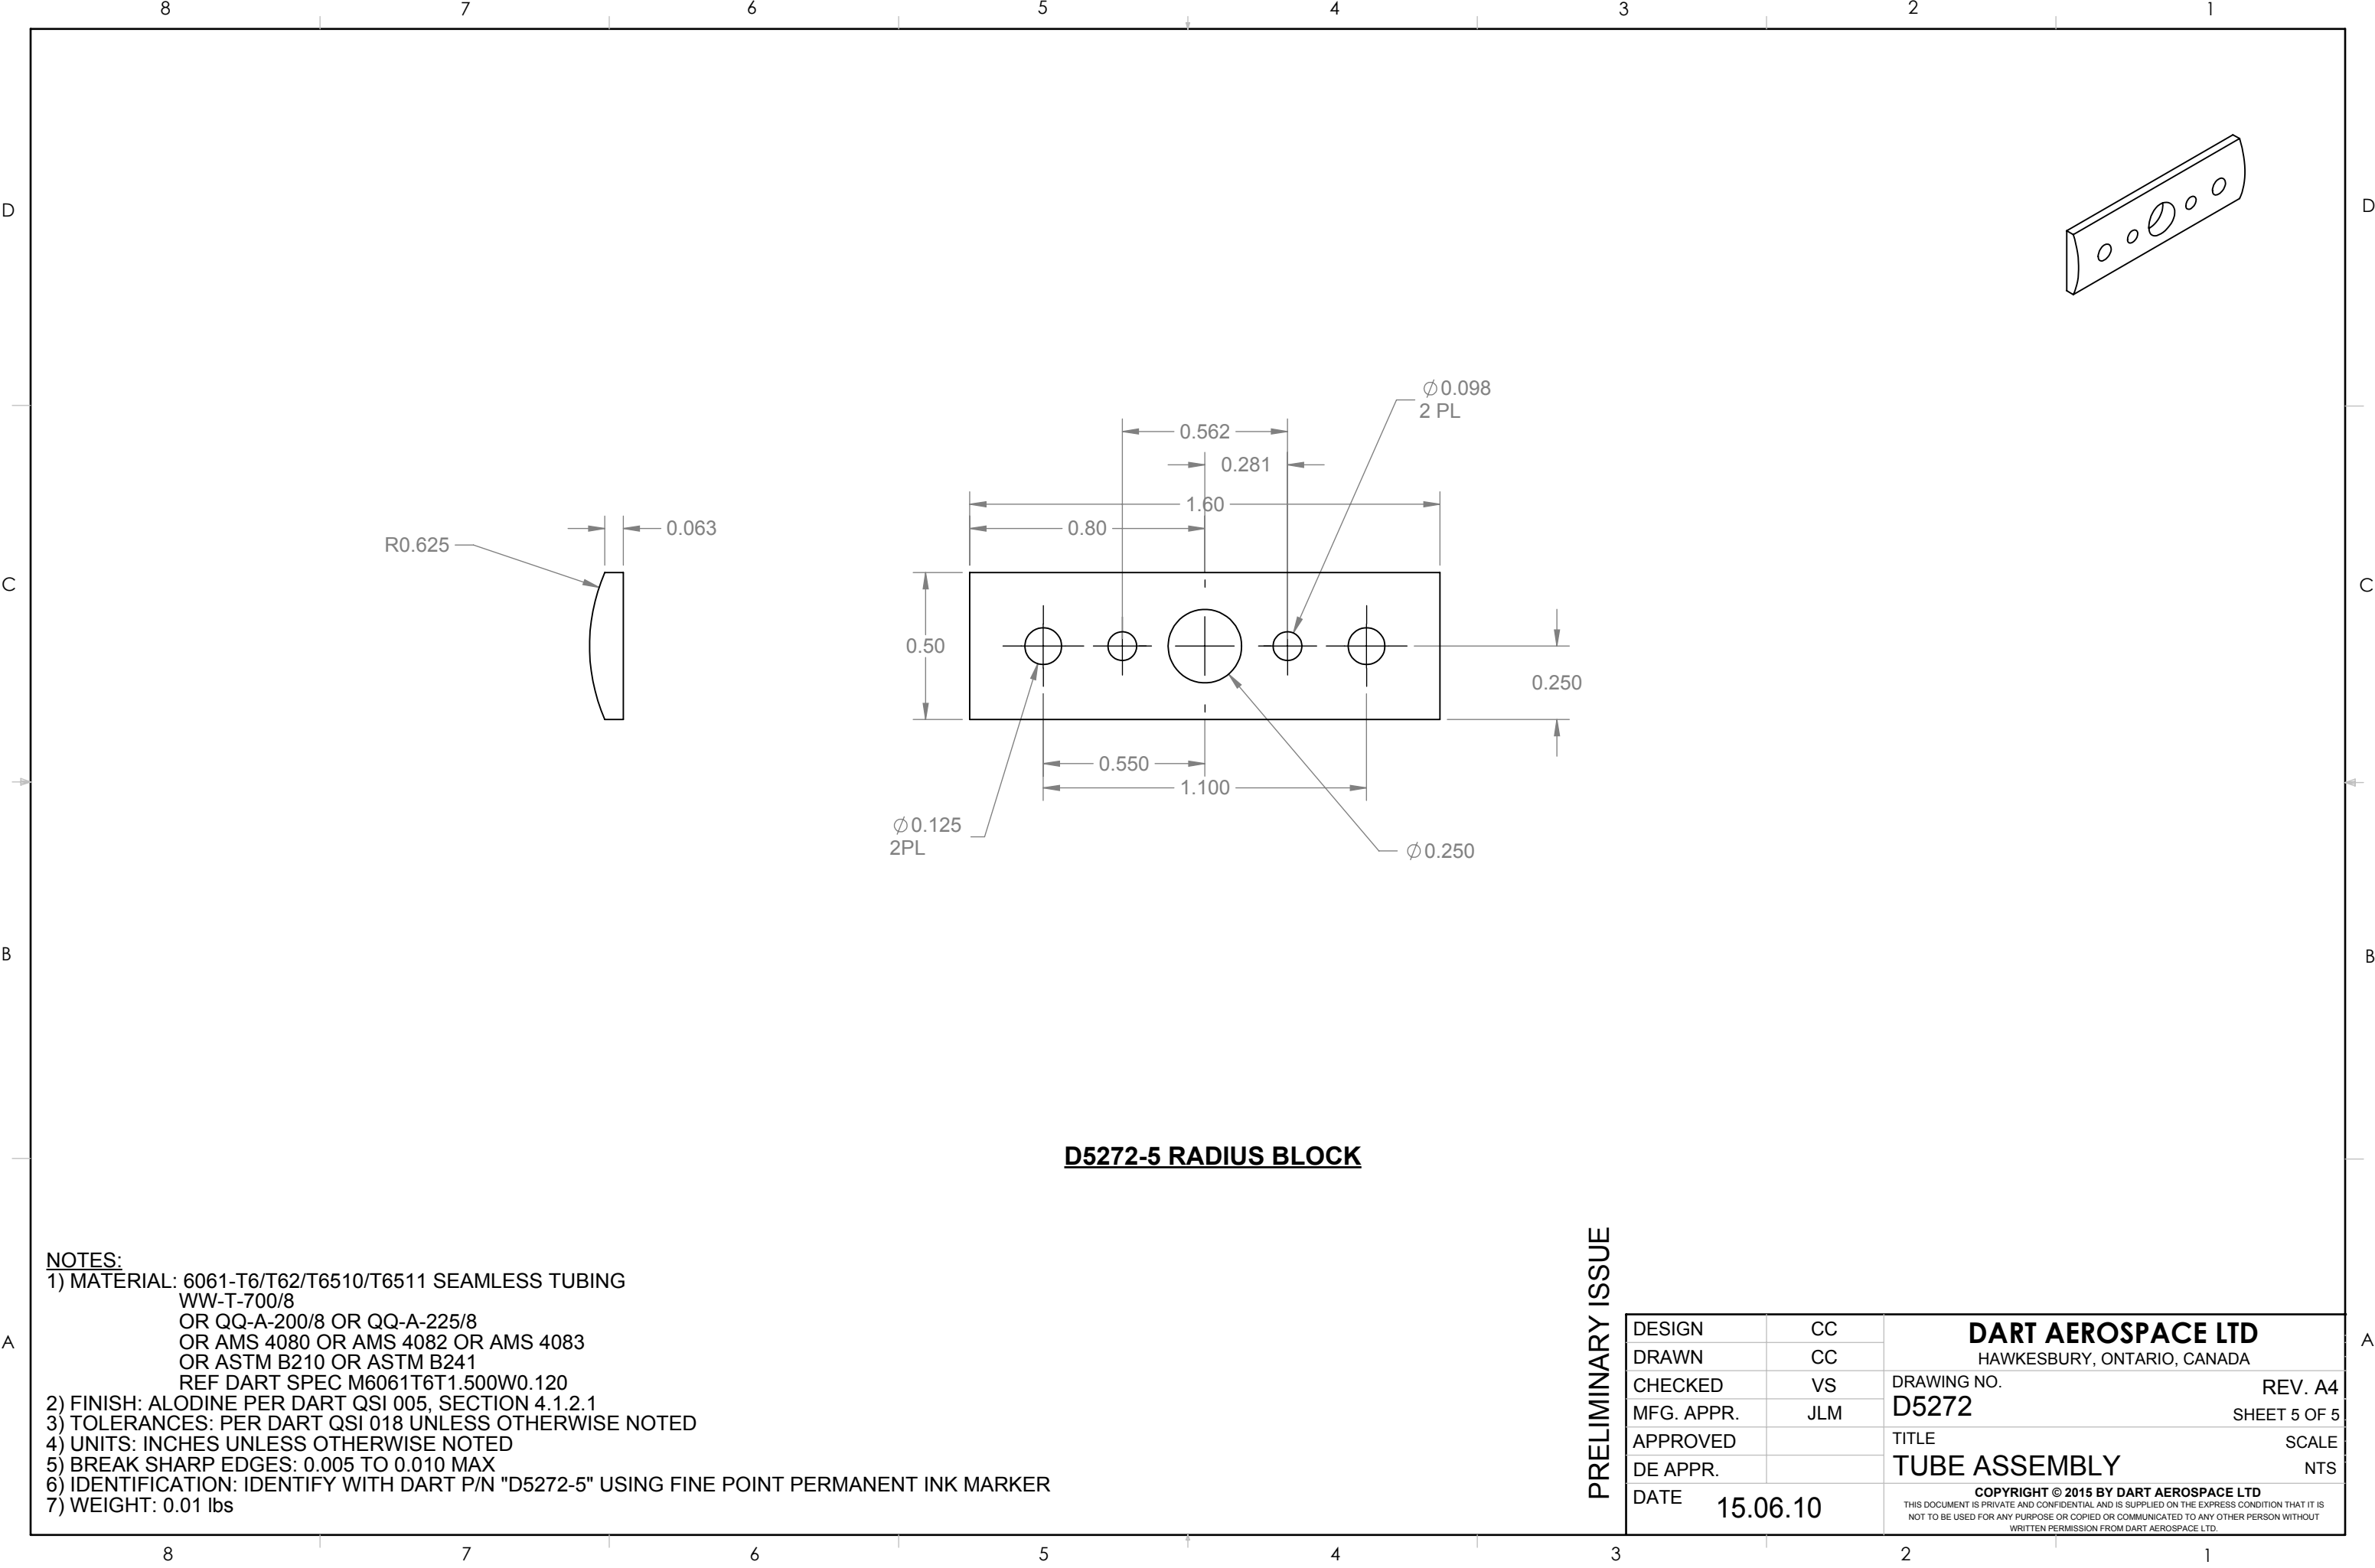 8 7 6 5 4 3 2 1
D D
Ø0.098
2 PL
0.562
0.281
1.60
0.063
0.80
R0.625
C C
0.50
0.250
0.550
1.100
Ø0.125
2PL
Ø0.250
B B
D5272-5 RADIUS BLOCK
PRELIMINARY ISSUE
NOTES:
1) MATERIAL: 6061-T6/T62/T6510/T6511 SEAMLESS TUBING
WW-T-700/8
OR QQ-A-200/8 OR QQ-A-225/8
OR AMS 4080 OR AMS 4082 OR AMS 4083
OR ASTM B210 OR ASTM B241
REF DART SPEC M6061T6T1.500W0.120
2) FINISH: ALODINE PER DART QSI 005, SECTION 4.1.2.1
3) TOLERANCES: PER DART QSI 018 UNLESS OTHERWISE NOTED
4) UNITS: INCHES UNLESS OTHERWISE NOTED
5) BREAK SHARP EDGES: 0.005 TO 0.010 MAX
6) IDENTIFICATION: IDENTIFY WITH DART P/N "D5272-5" USING FINE POINT PERMANENT INK MARKER
7) WEIGHT: 0.01 lbs
A A
DESIGN CC
DRAWN CC
CHECKED VS
MFG. APPR. JLM
APPROVED
DE APPR.
DATE 15.06.10
DART AEROSPACE LTD
HAWKESBURY, ONTARIO, CANADA
DRAWING NO. REV. A4
D5272 SHEET 5 OF 5
TITLE SCALE
TUBE ASSEMBLY NTS
COPYRIGHT © 2015 BY DART AEROSPACE LTD
THIS DOCUMENT IS PRIVATE AND CONFIDENTIAL AND IS SUPPLIED ON THE EXPRESS CONDITION THAT IT IS
NOT TO BE USED FOR ANY PURPOSE OR COPIED OR COMMUNICATED TO ANY OTHER PERSON WITHOUT
WRITTEN PERMISSION FROM DART AEROSPACE LTD.
8 7 6 5 4 3 2 1